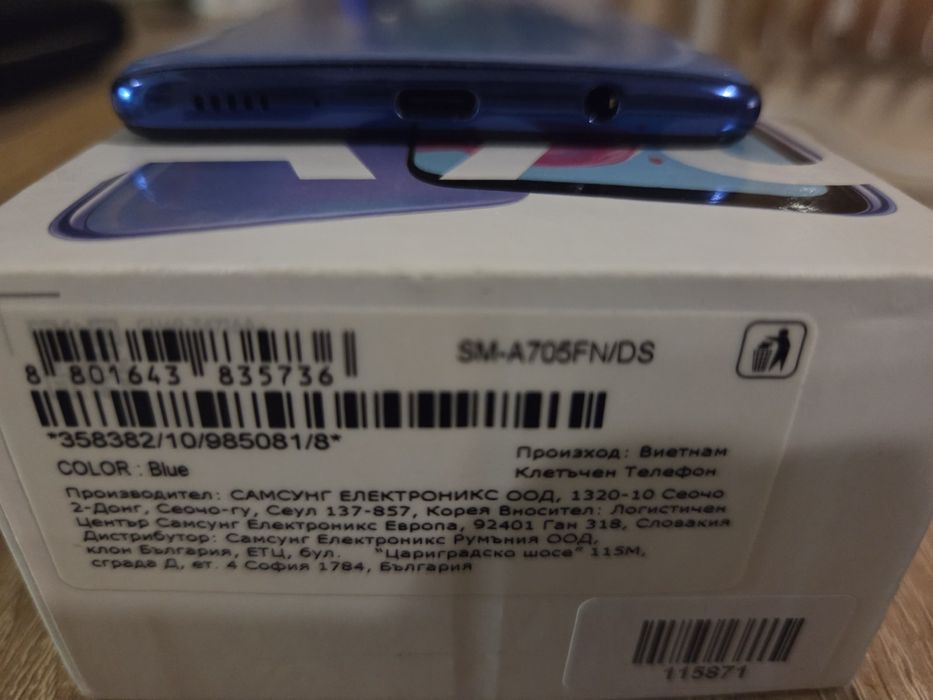 A70
8 801643 835736
SM-A705FN/DS
*358382/10/985081/8*
COLOR : Blue
Произход: Виетнам
Клетъчен Телефон
Производител: САМСУНГ ЕЛЕКТРОНИКС ООД, 1320-10 Сеочо
2-Донг, Сеочо-гу, Сеул 137-857, Корея Вносител: Логистичен
Център Самсунг Електроникс Европа, 92401 Ган 318, Словакия
Дистрибутор: Самсунг Електроникс Румъния ООД,
клон България, ЕТЦ, бул. "Цариградско шосе" 115М,
сграда Д, ет. 4 София 1784, България
115871